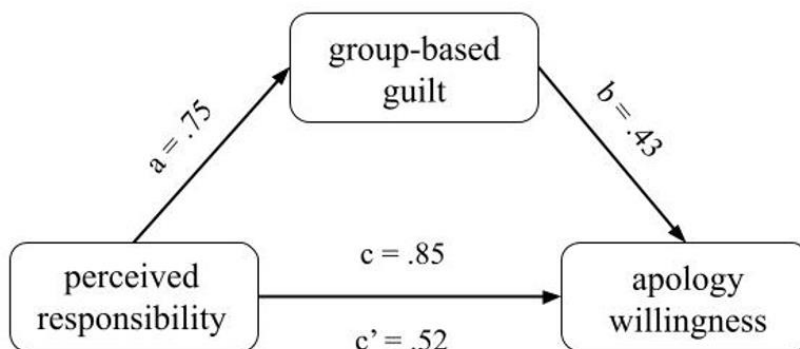 group-based
guilt
a = .75
b = .43
c = .85
perceived
responsibility
apology
willingness
c’ = .52